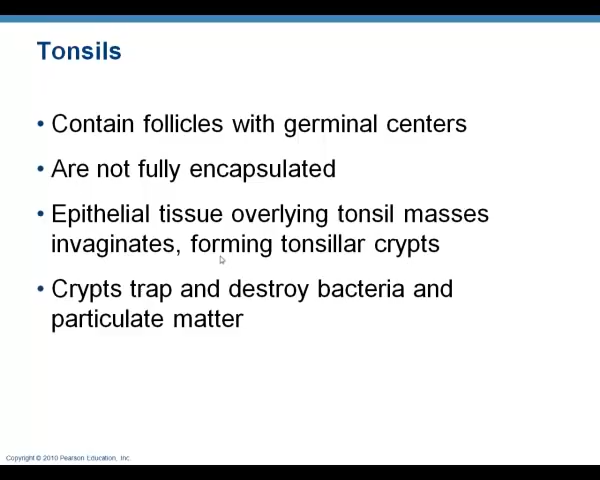 Tonsils
• Contain follicles with germinal centers
• Are not fully encapsulated
• Epithelial tissue overlying tonsil masses
invaginates, forming tonsillar crypts
• Crypts trap and destroy bacteria and
particulate matter
Copyright © 2010 Pearson Education, Inc.